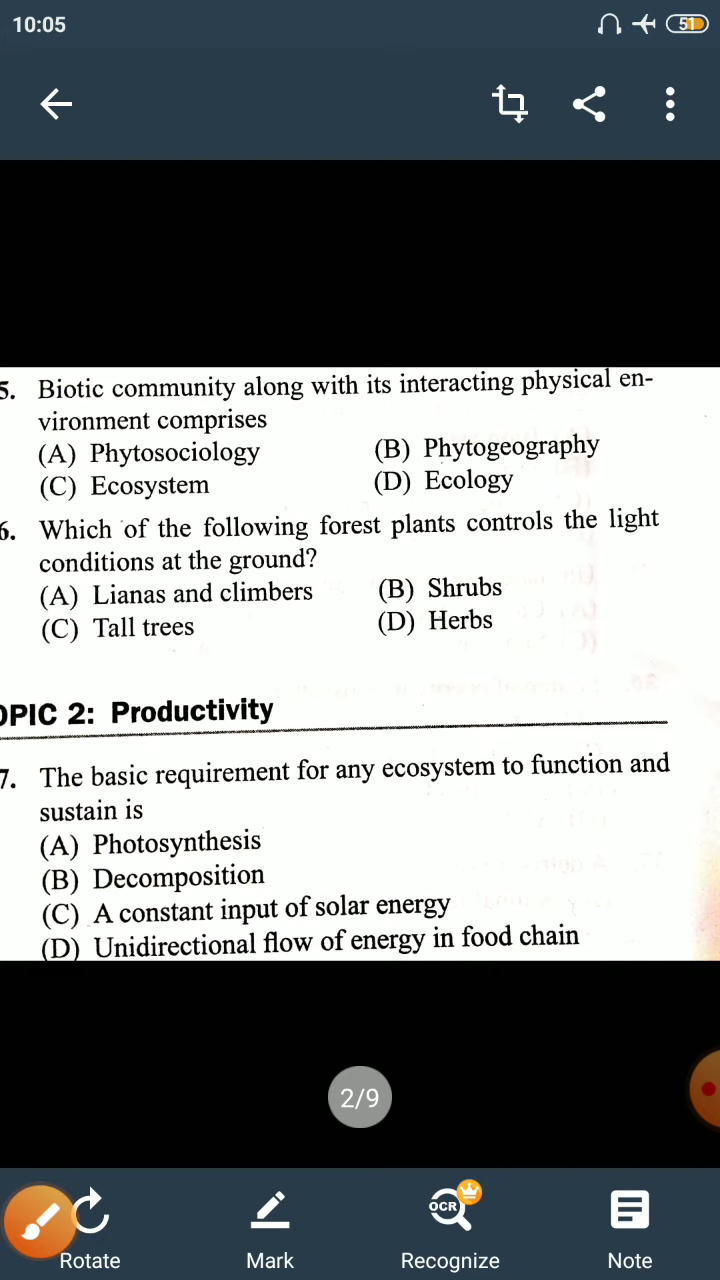 10:05
51
5. Biotic community along with its interacting physical en-
vironment comprises
(A) Phytosociology (B) Phytogeography
(C) Ecosystem (D) Ecology
6. Which of the following forest plants controls the light
conditions at the ground?
(A) Lianas and climbers (B) Shrubs
(C) Tall trees (D) Herbs
OPIC 2: Productivity
7. The basic requirement for any ecosystem to function and
sustain is
(A) Photosynthesis
(B) Decomposition
(C) A constant input of solar energy
(D) Unidirectional flow of energy in food chain
2/9
OCR
Rotate Mark Recognize Note